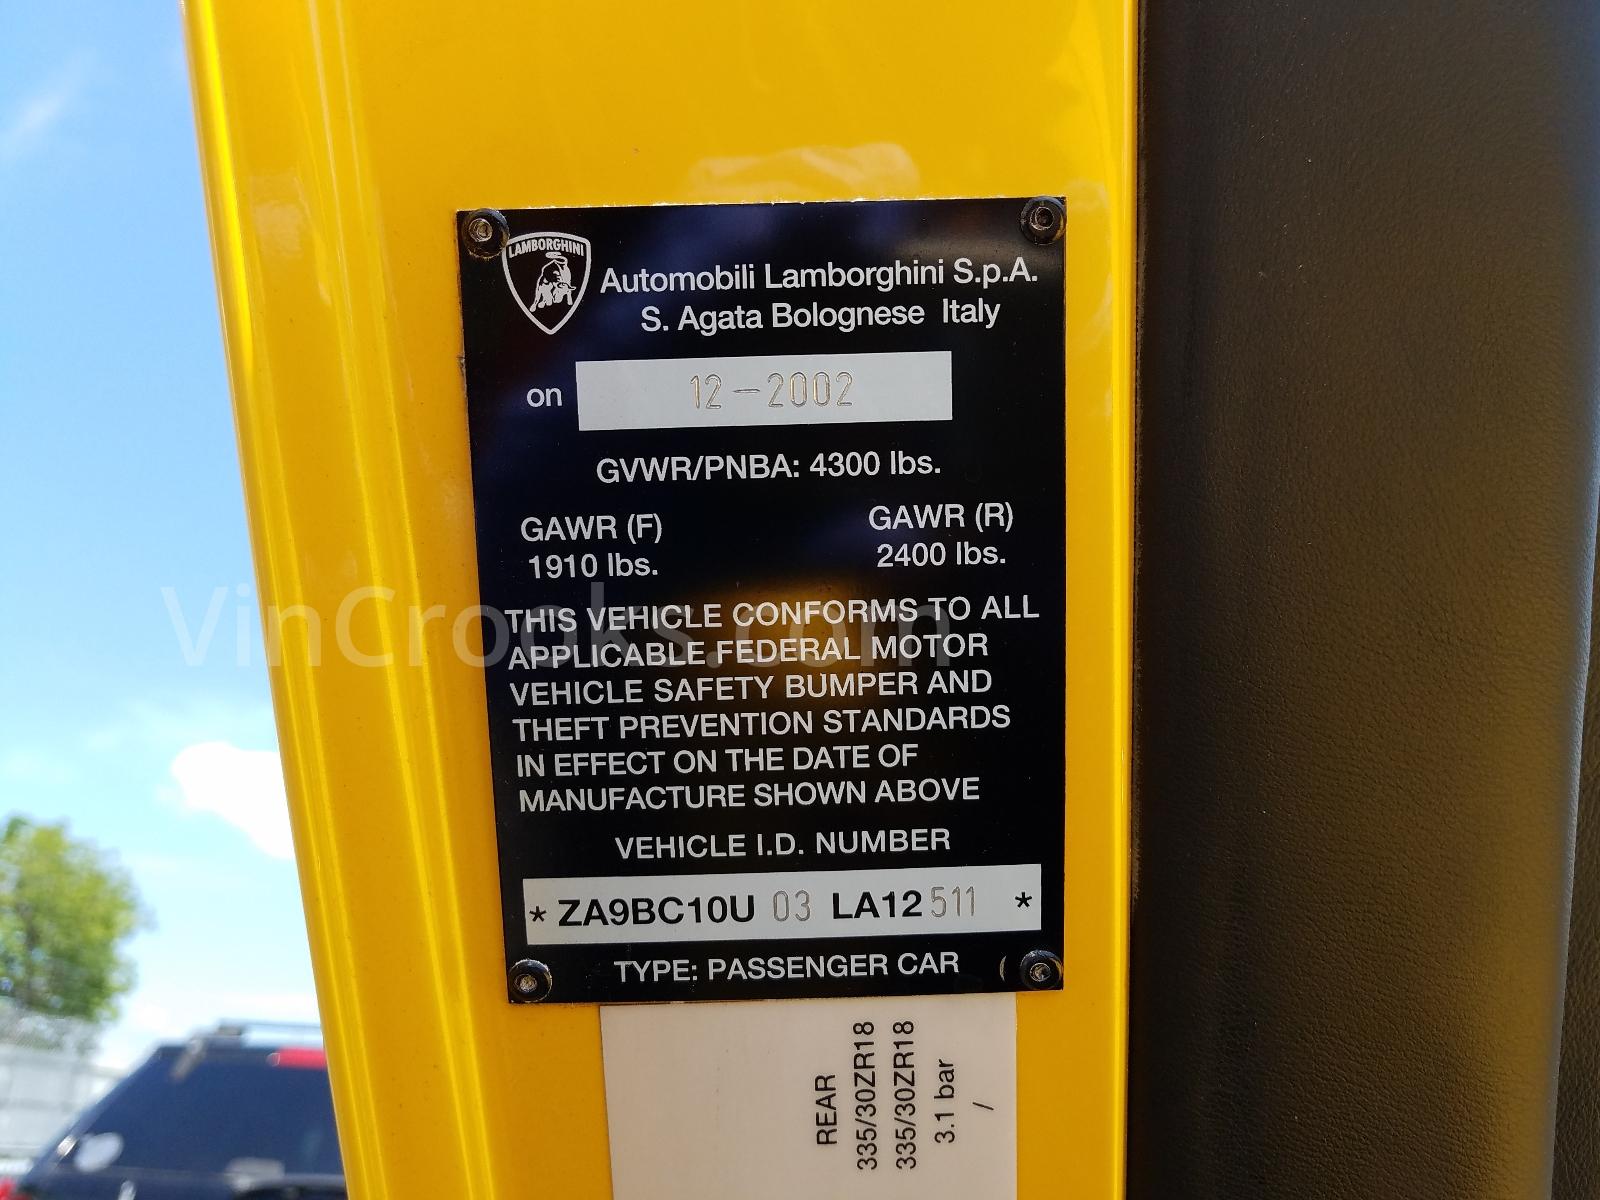 LAMBORGHINI
Automobili Lamborghini S.p.A.
S. Agata Bolognese Italy
on 12-2002
GVWR/PNBA: 4300 lbs.
GAWR (F) GAWR (R)
1910 lbs. 2400 lbs.
THIS VEHICLE CONFORMS TO ALL
APPLICABLE FEDERAL MOTOR
VEHICLE SAFETY BUMPER AND
THEFT PREVENTION STANDARDS
IN EFFECT ON THE DATE OF
MANUFACTURE SHOWN ABOVE
VEHICLE I.D. NUMBER
* ZA9BC10U 03 LA12 511 *
TYPE: PASSENGER CAR
REAR
335/30ZR18
335/30ZR18
3.1 bar
/
VinCrooks.com